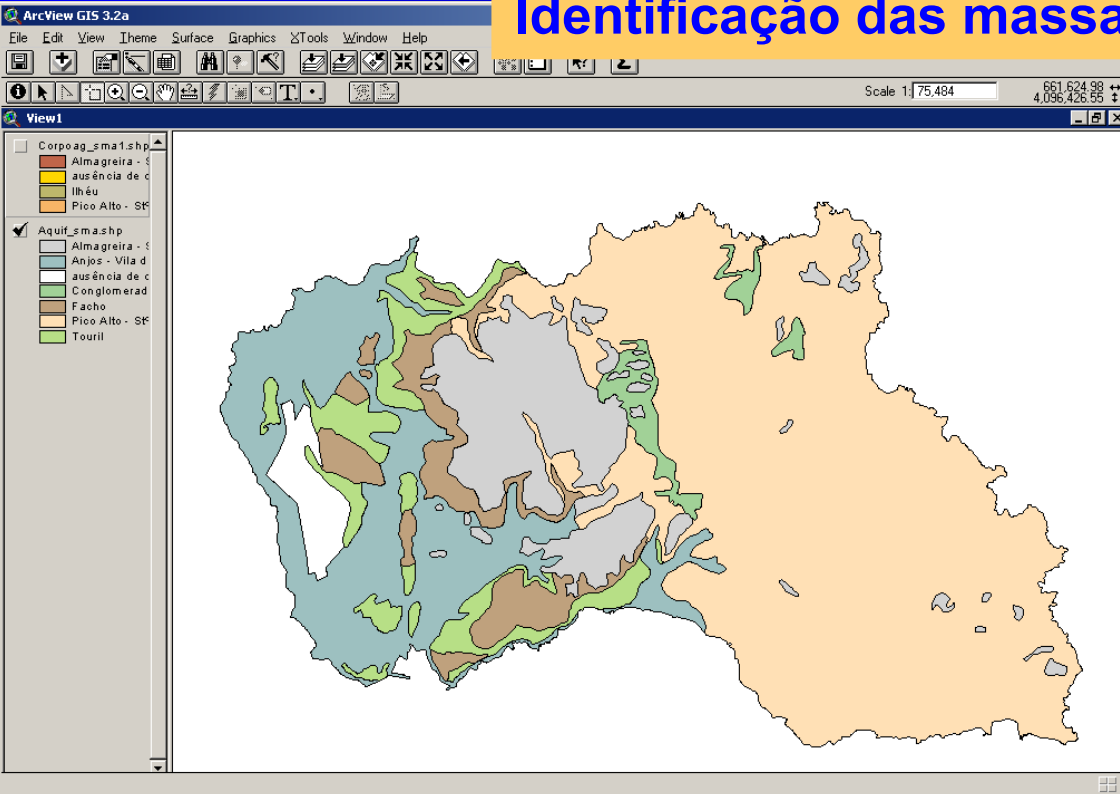 Identificação das massa
ArcView GIS 3.2a
File Edit View Theme Surface Graphics XTools Window Help
Scale 1: 75,484
661,624.98
4,096,426.55
View1
Corpoag_sma1.shp
Almagreira - S
ausência de c
Ilhéu
Pico Alto - Stº
Aquif_sma.shp
Almagreira - S
Anjos - Vila d
ausência de c
Conglomerad
Facho
Pico Alto - Stº
Touril